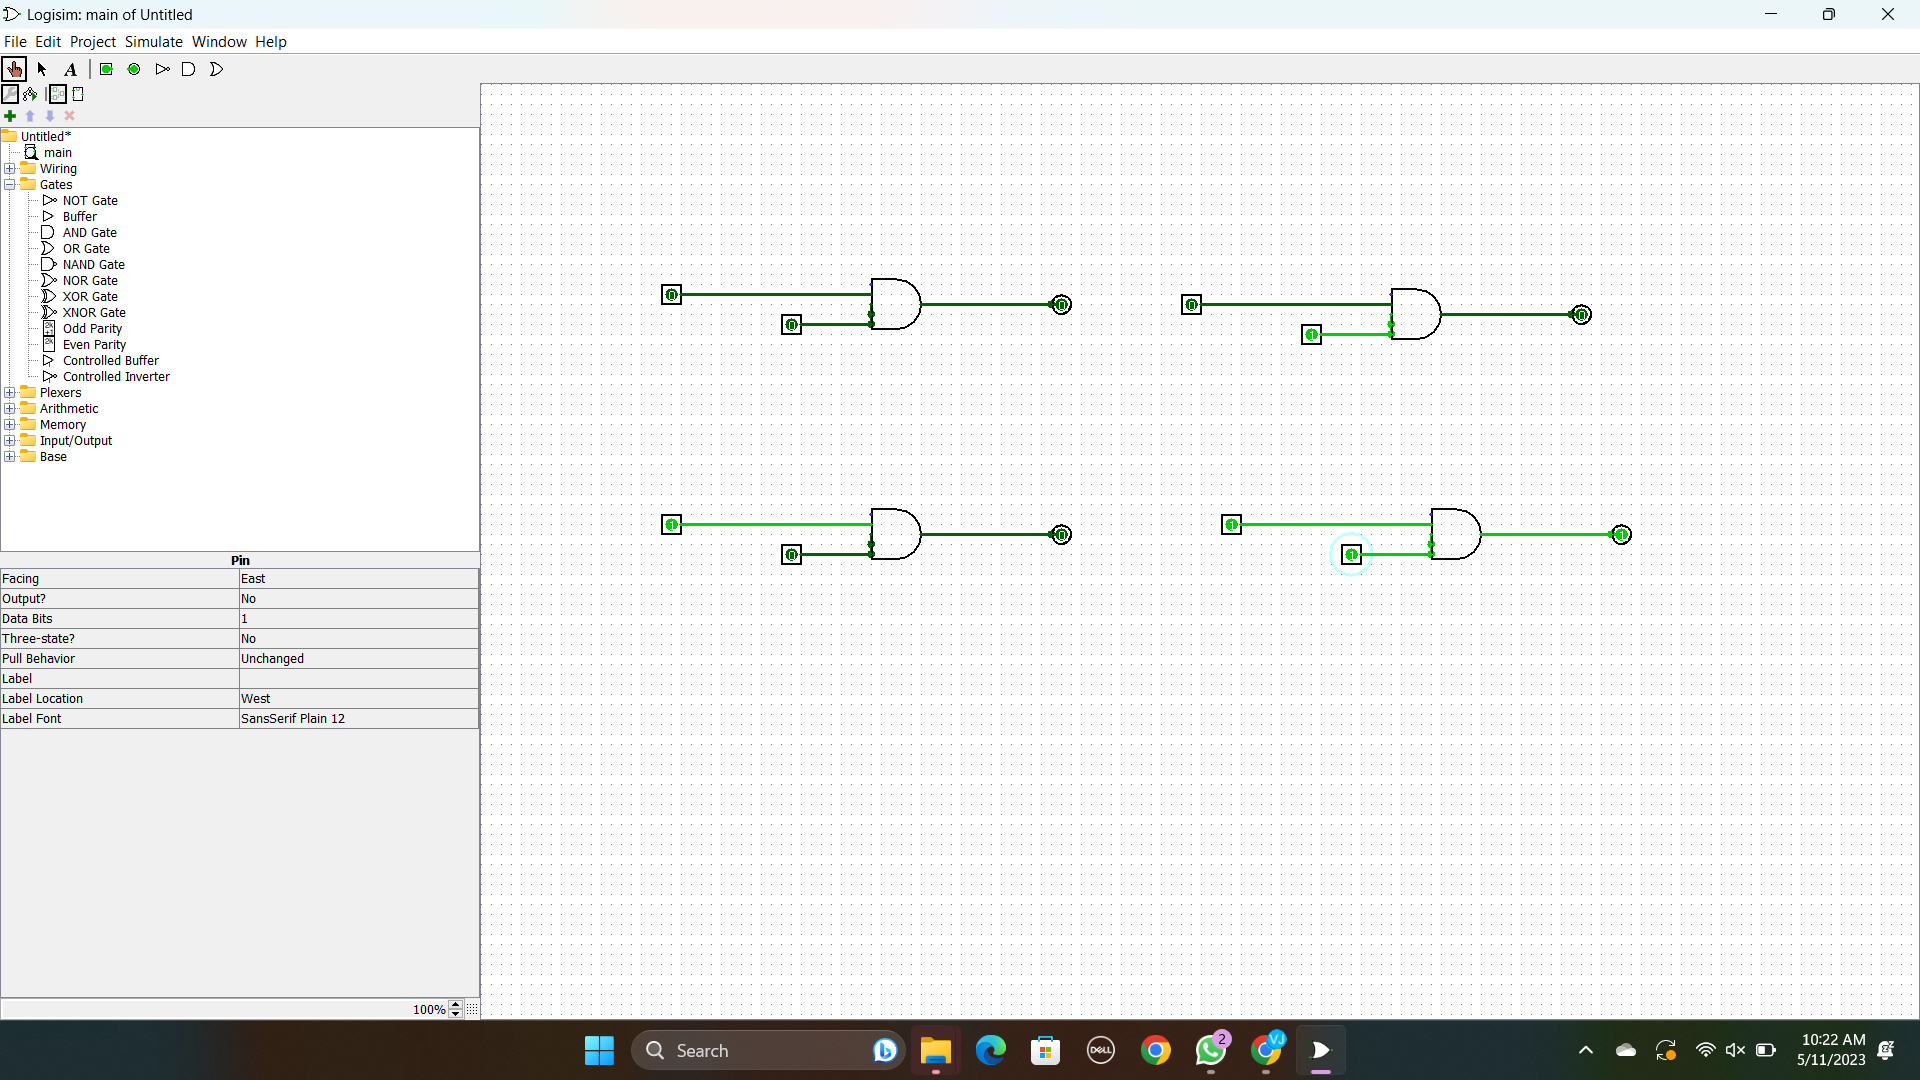 Logisim: main of Untitled
File Edit Project Simulate Window Help
A
Untitled*
main
Wiring
Gates
NOT Gate
Buffer
AND Gate
OR Gate
NAND Gate
NOR Gate
XOR Gate
XNOR Gate
Odd Parity
Even Parity
Controlled Buffer
Controlled Inverter
Plexers
Arithmetic
Memory
Input/Output
Base
Pin
Facing East
Output? No
Data Bits 1
Three-state? No
Pull Behavior Unchanged
Label
Label Location West
Label Font SansSerif Plain 12
100%
0
0
0
0
1
0
1
0
0
1
1
1
Search
DELL
2
VJ
10:22 AM
5/11/2023